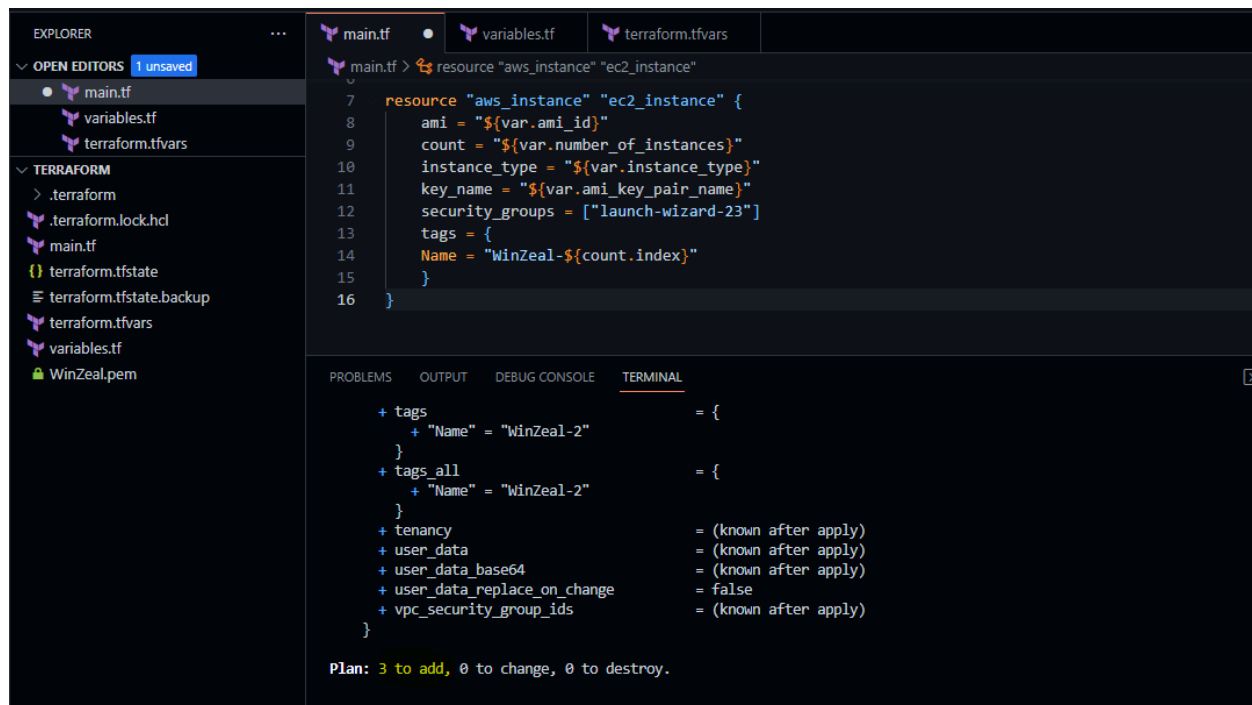 EXPLORER
OPEN EDITORS 1 unsaved
main.tf
variables.tf
terraform.tfvars
TERRAFORM
.terraform
.terraform.lock.hcl
main.tf
{} terraform.tfstate
terraform.tfstate.backup
terraform.tfvars
variables.tf
WinZeal.pem
main.tf variables.tf terraform.tfvars
main.tf > resource "aws_instance" "ec2_instance"
7 resource "aws_instance" "ec2_instance" {
8 ami = "${var.ami_id}"
9 count = "${var.number_of_instances}"
10 instance_type = "${var.instance_type}"
11 key_name = "${var.ami_key_pair_name}"
12 security_groups = ["launch-wizard-23"]
13 tags = {
14 Name = "WinZeal-${count.index}"
15 }
16 }
PROBLEMS OUTPUT DEBUG CONSOLE TERMINAL
+ tags = {
+ "Name" = "WinZeal-2"
}
+ tags_all = {
+ "Name" = "WinZeal-2"
}
+ tenancy = (known after apply)
+ user_data = (known after apply)
+ user_data_base64 = (known after apply)
+ user_data_replace_on_change = false
+ vpc_security_group_ids = (known after apply)
}
Plan: 3 to add, 0 to change, 0 to destroy.